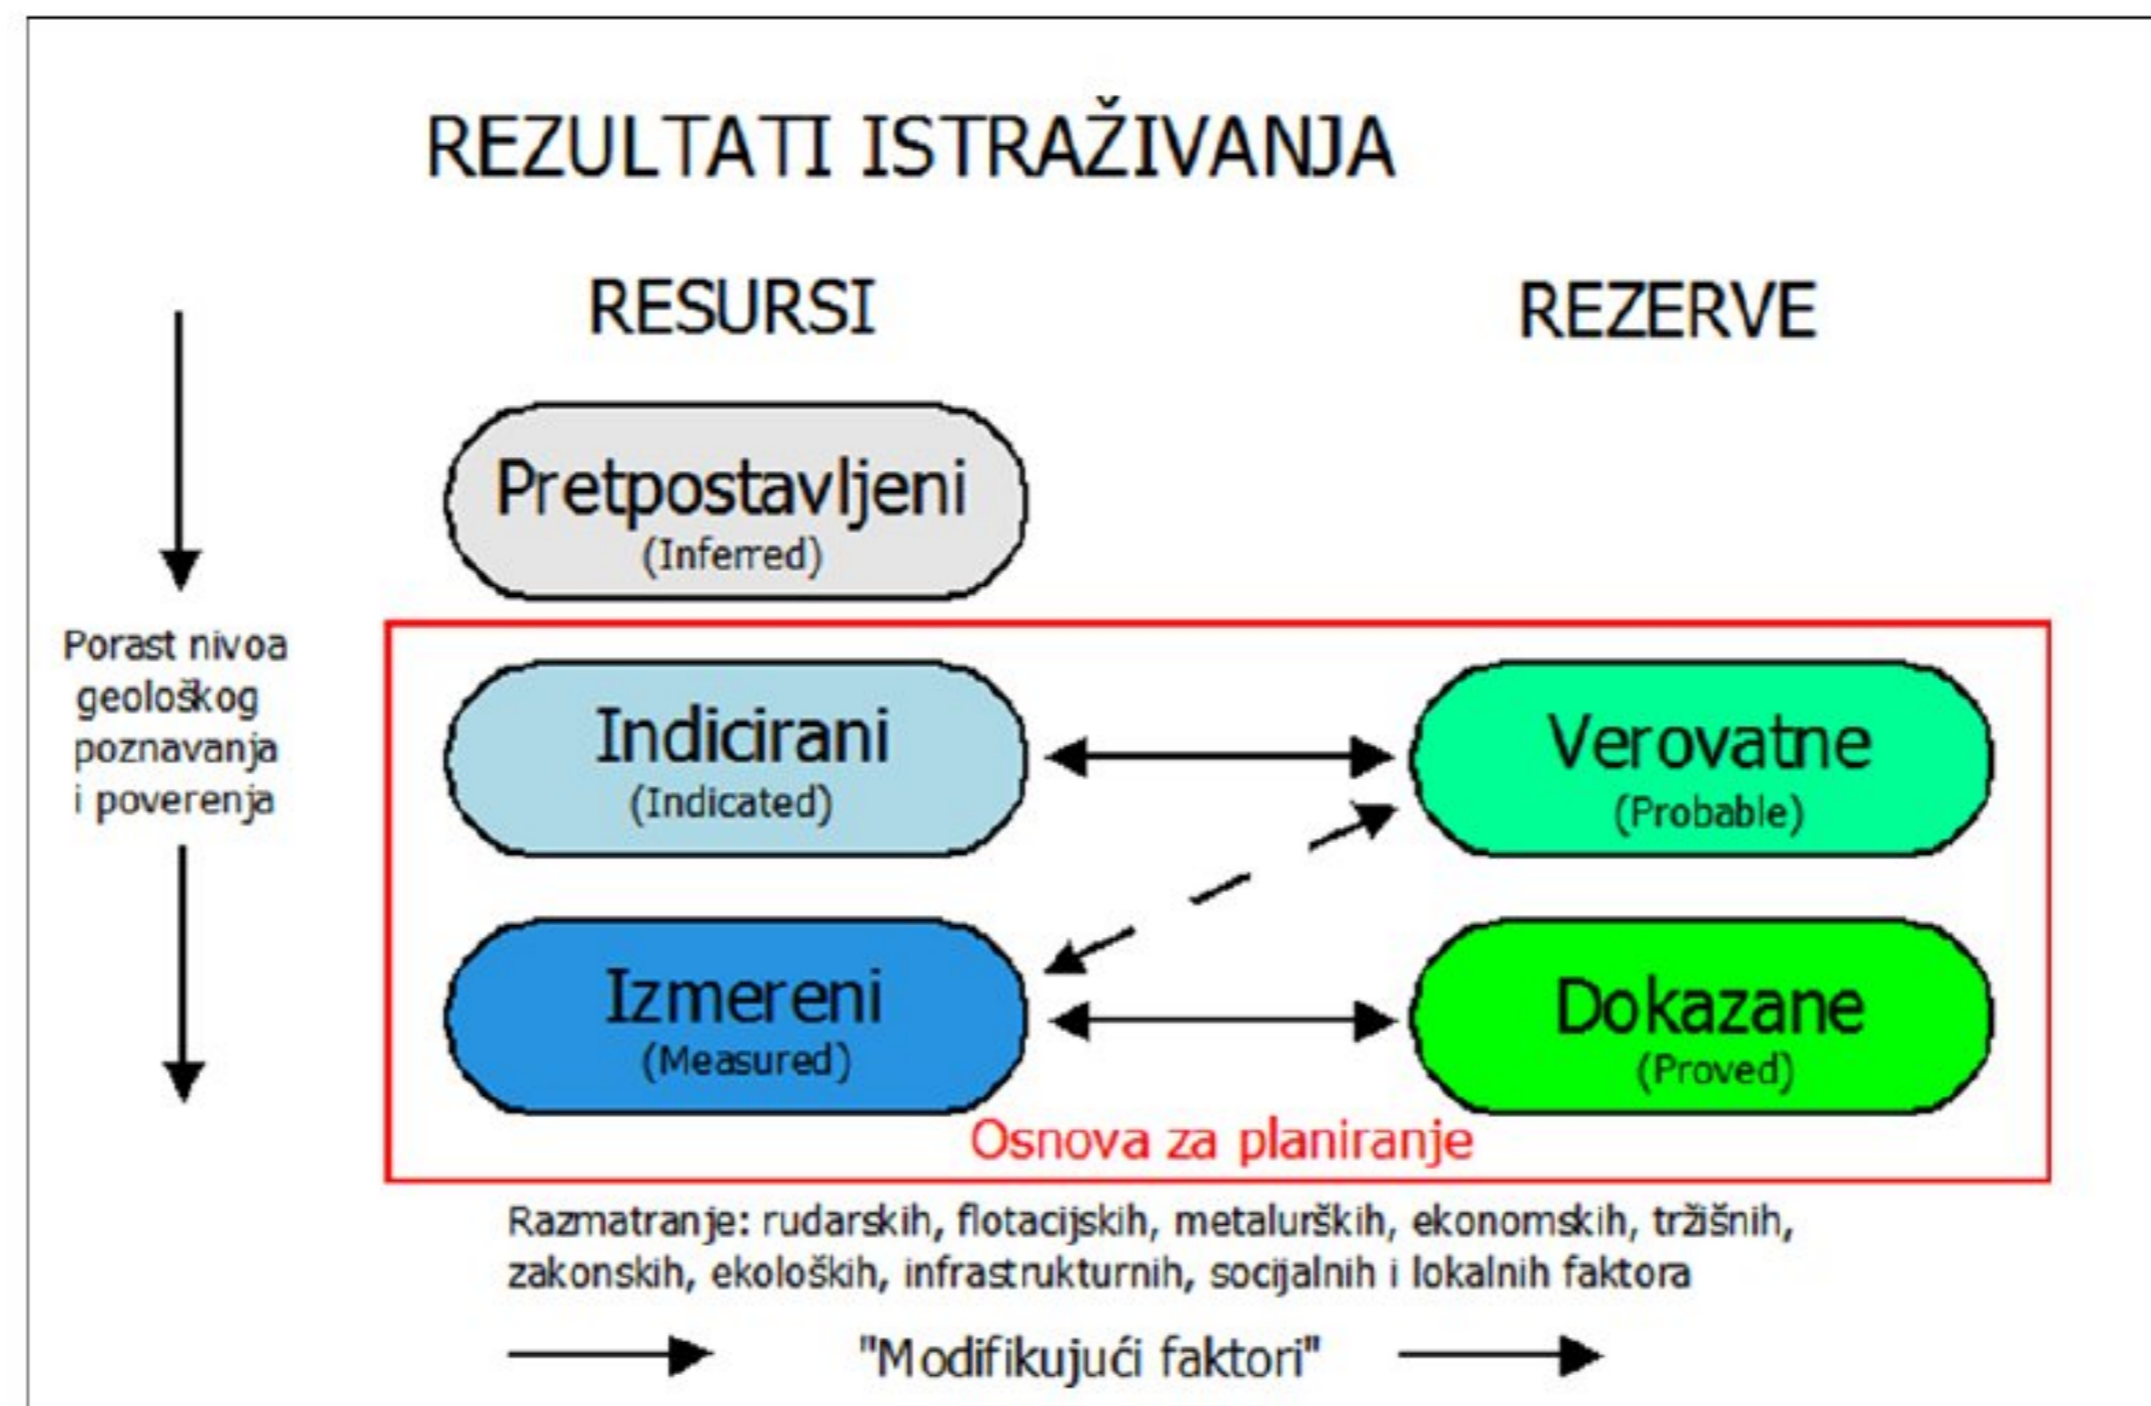 REZULTATI ISTRAŽIVANJA
RESURSI
REZERVE
Pretpostavljeni
(Inferred)
Porast nivoa
geološkog
poznavanja
i poverenja
Indicirani
(Indicated)
Verovatne
(Probable)
Izmereni
(Measured)
Dokazane
(Proved)
Osnova za planiranje
Razmatranje: rudarskih, flotacijskih, metalurških, ekonomskih, tržišnih,
zakonskih, ekoloških, infrastrukturnih, socijalnih i lokalnih faktora
"Modifikujući faktori"